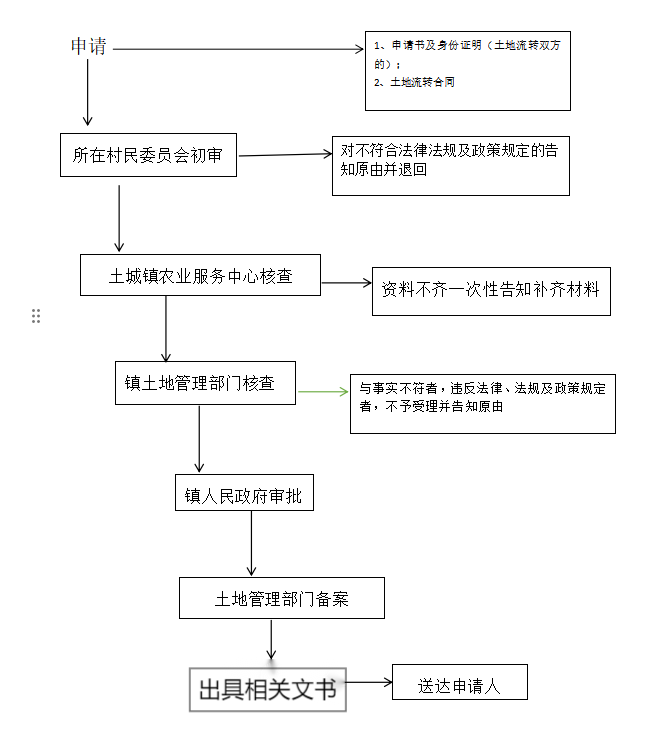 申请
1、申请书及身份证明（土地流转双方
的）；
2、土地流转合同
所在村民委员会初审
对不符合法律法规及政策规定的告
知原由并退回
土城镇农业服务中心核查
资料不齐一次性告知补齐材料
镇土地管理部门核查
与事实不符者，违反法律、法规及政策规定
者，不予受理并告知原由
镇人民政府审批
土地管理部门备案
出具相关文书
送达申请人